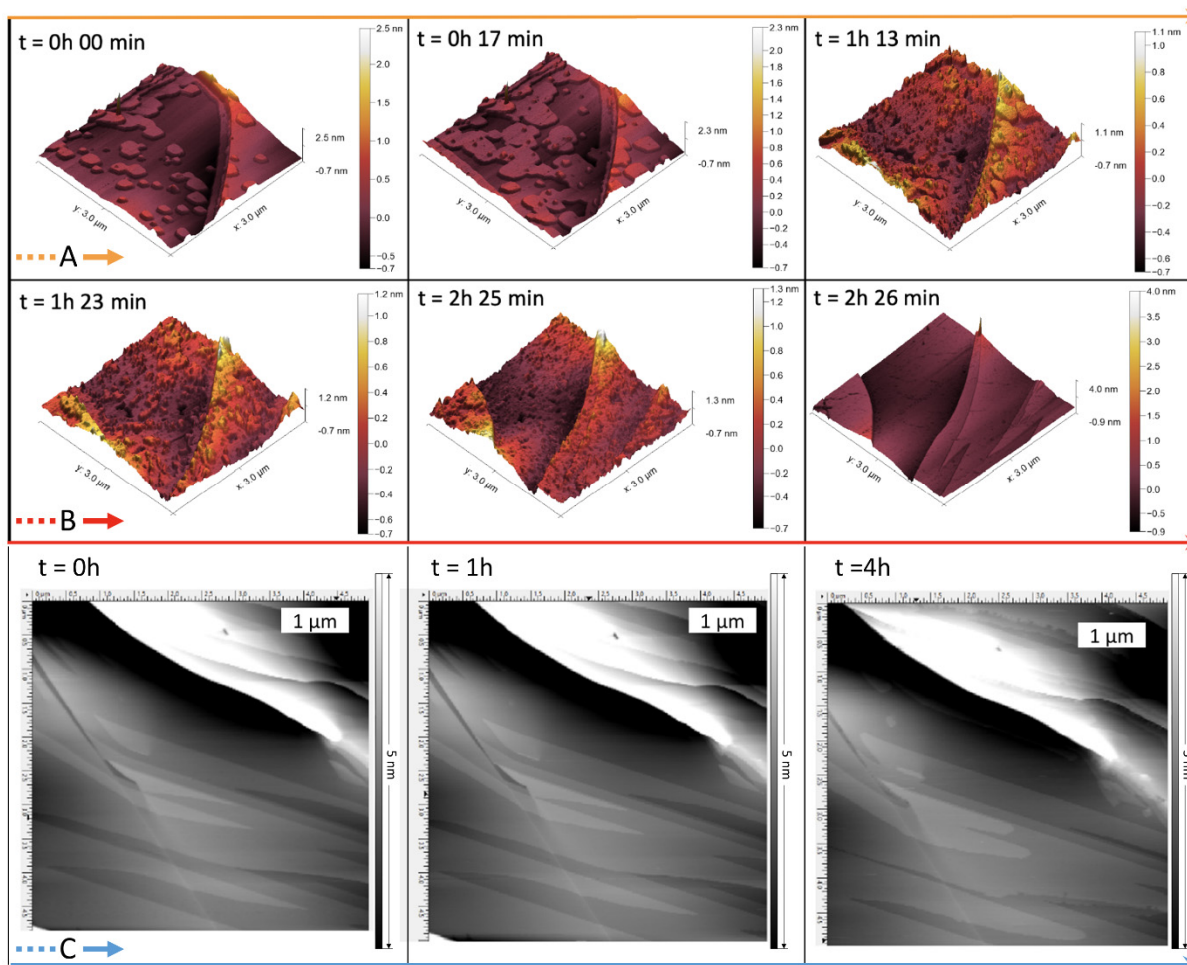 t = 0h 00 min
2.5 nm
2.0
1.5
1.0
0.0
−0.5
−0.7
2.5 nm
−0.7 nm
y: 3.0 µm
x: 3.0 µm
A
t = 0h 17 min
2.3 nm
2.0
1.8
1.6
1.4
1.2
1.0
0.8
0.6
0.4
0.2
0.0
−0.2
−0.4
−0.7
2.3 nm
−0.7 nm
y: 3.0 µm
x: 3.0 µm
t = 1h 13 min
1.1 nm
1.0
0.8
0.6
0.4
0.2
0.0
−0.2
−0.4
−0.6
−0.7
1.1 nm
−0.7 nm
y: 3.0 µm
x: 3.0 µm
t = 1h 23 min
1.2 nm
1.0
0.8
0.6
0.4
0.2
0.0
−0.2
−0.4
−0.6
−0.7
1.2 nm
−0.7 nm
y: 3.0 µm
x: 3.0 µm
B
t = 2h 25 min
1.3 nm
1.0
0.8
0.6
0.4
0.2
0.0
−0.2
−0.4
−0.7
1.3 nm
−0.7 nm
y: 3.0 µm
x: 3.0 µm
t = 2h 26 min
4.0 nm
3.5
3.0
2.5
2.0
1.5
1.0
0.5
0.0
−0.5
−0.9
4.0 nm
−0.9 nm
y: 3.0 µm
x: 3.0 µm
t = 0h
1 µm
5 nm
C
t = 1h
1 µm
5 nm
t =4h
1 µm